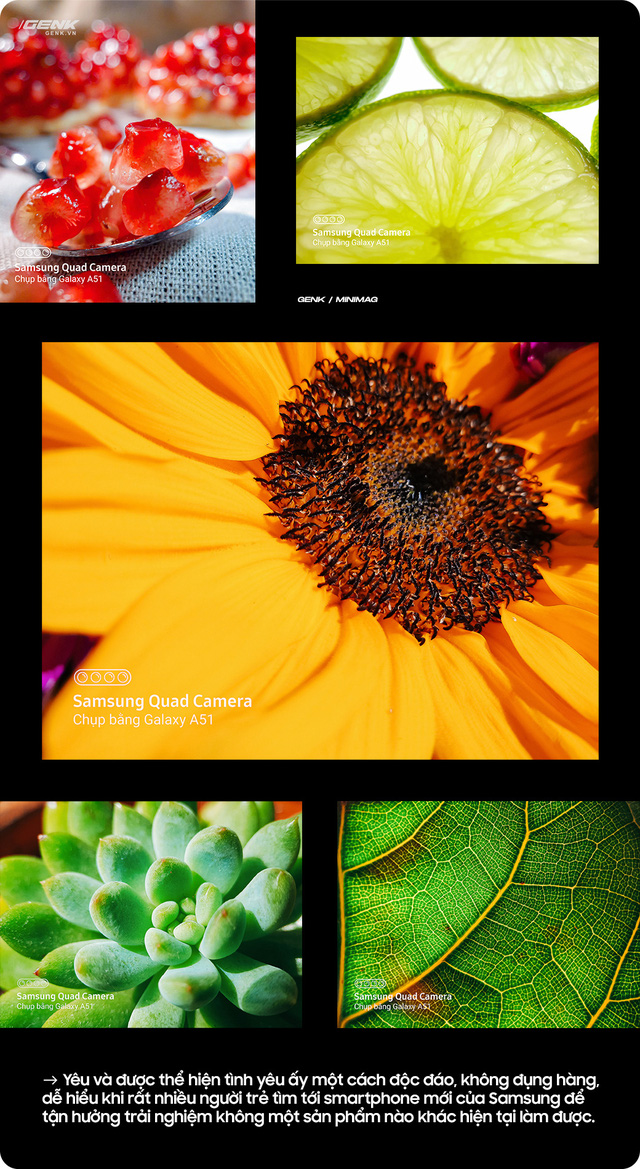 GENK
GENK.VN
Samsung Quad Camera
Chụp bằng Galaxy A51
Samsung Quad Camera
Chụp bằng Galaxy A51
GENK / MINIMAG
Samsung Quad Camera
Chụp bằng Galaxy A51
Samsung Quad Camera
Chụp bằng Galaxy A51
Samsung Quad Camera
Chụp bằng Galaxy A51
→ Yêu và được thể hiện tình yêu ấy một cách độc đáo, không đụng hàng,
dễ hiểu khi rất nhiều người trẻ tìm tới smartphone mới của Samsung để
tận hưởng trải nghiệm không một sản phẩm nào khác hiện tại làm được.